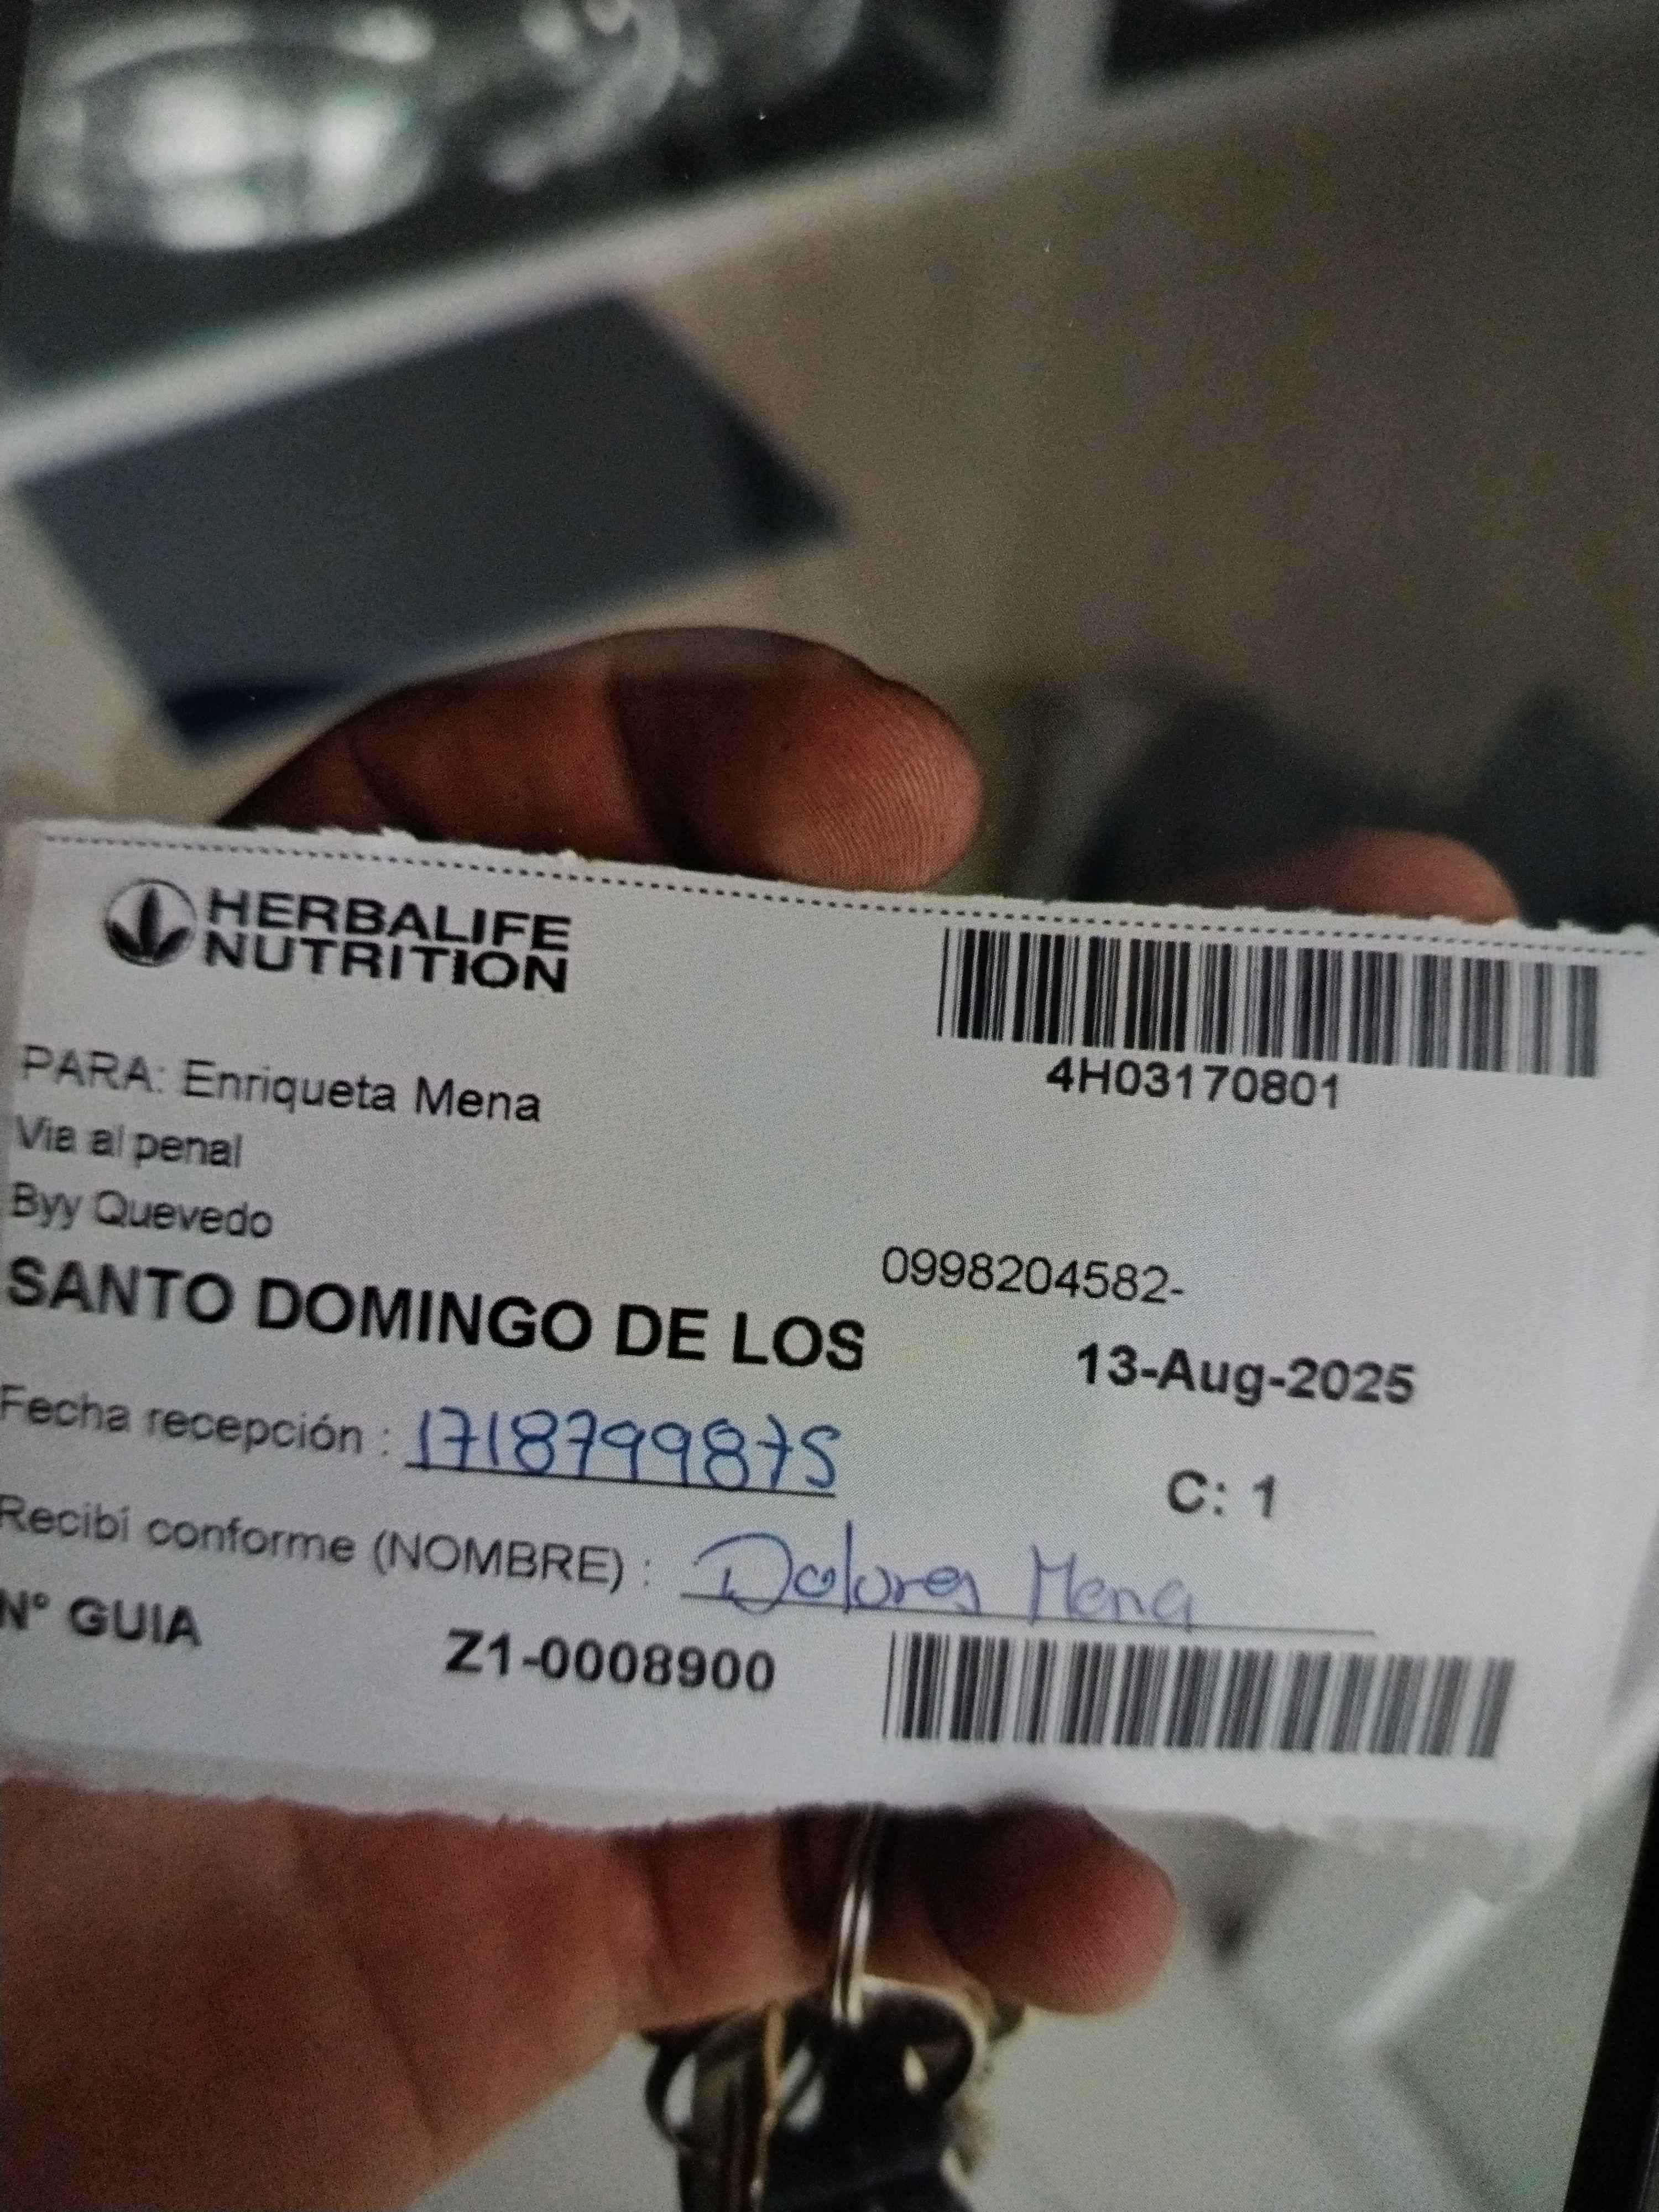 HERBALIFE
NUTRITION
4H03170801
PARA: Enriqueta Mena
Via al penal
Byy Quevedo
0998204582-
SANTO DOMINGO DE LOS
13-Aug-2025
Fecha recepción : 1718799875
C: 1
Recibí conforme (NOMBRE) : Dolores Mena
N° GUIA Z1-0008900